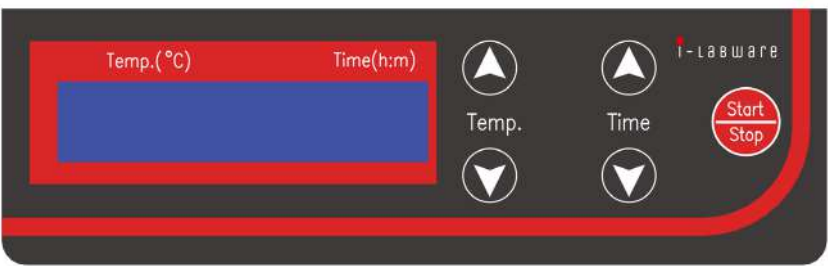 Temp.(°C) Time(h:m)
i-LABWare
Temp. Time
Start
Stop